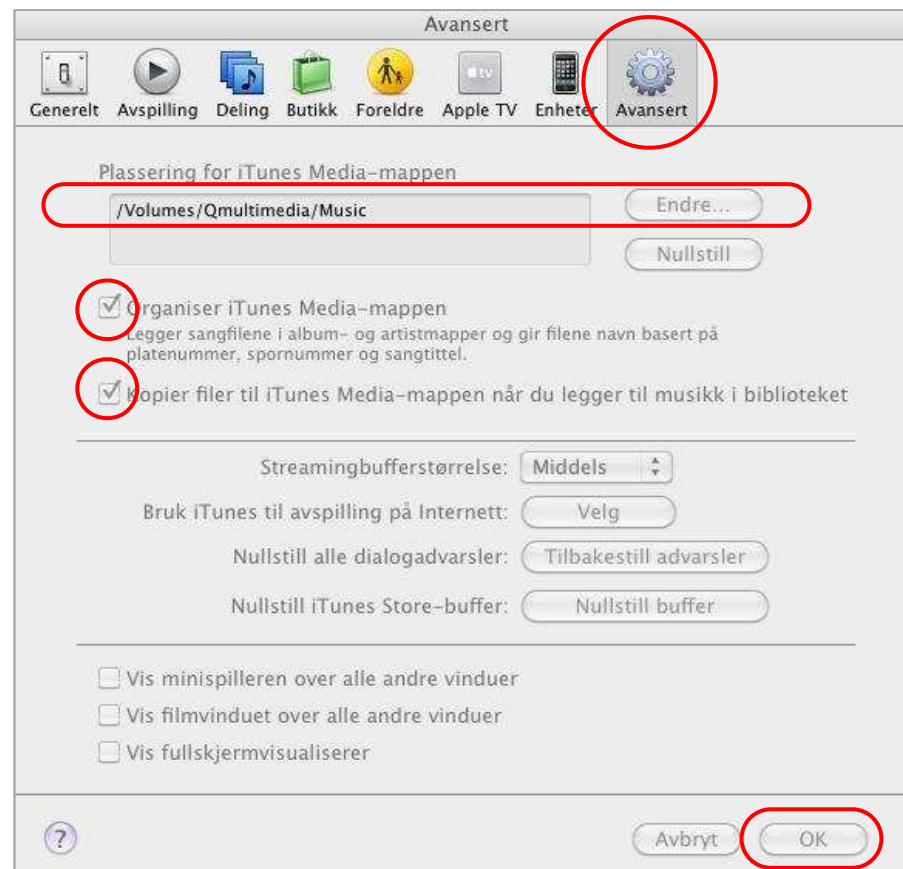 Avansert
Generelt Avspilling Deling Butikk Foreldre Apple TV Enheter Avansert
Plassering for iTunes Media-mappen
/Volumes/Qmultimedia/Music
Endre...
Nullstill
Organiser iTunes Media-mappen
Legger sangfilene i album- og artistmapper og gir filene navn basert på
platenummer, spornummer og sangtittel.
Kopier filer til iTunes Media-mappen når du legger til musikk i biblioteket
Streamingbufferstørrelse: Middels
Bruk iTunes til avspilling på Internett: Velg
Nullstill alle dialogadvarsler: Tilbakestill advarsler
Nullstill iTunes Store-buffer: Nullstill buffer
Vis minispilleren over alle andre vinduer
Vis filmvinduet over alle andre vinduer
Vis fullskjermvisualiserer
? Avbryt OK